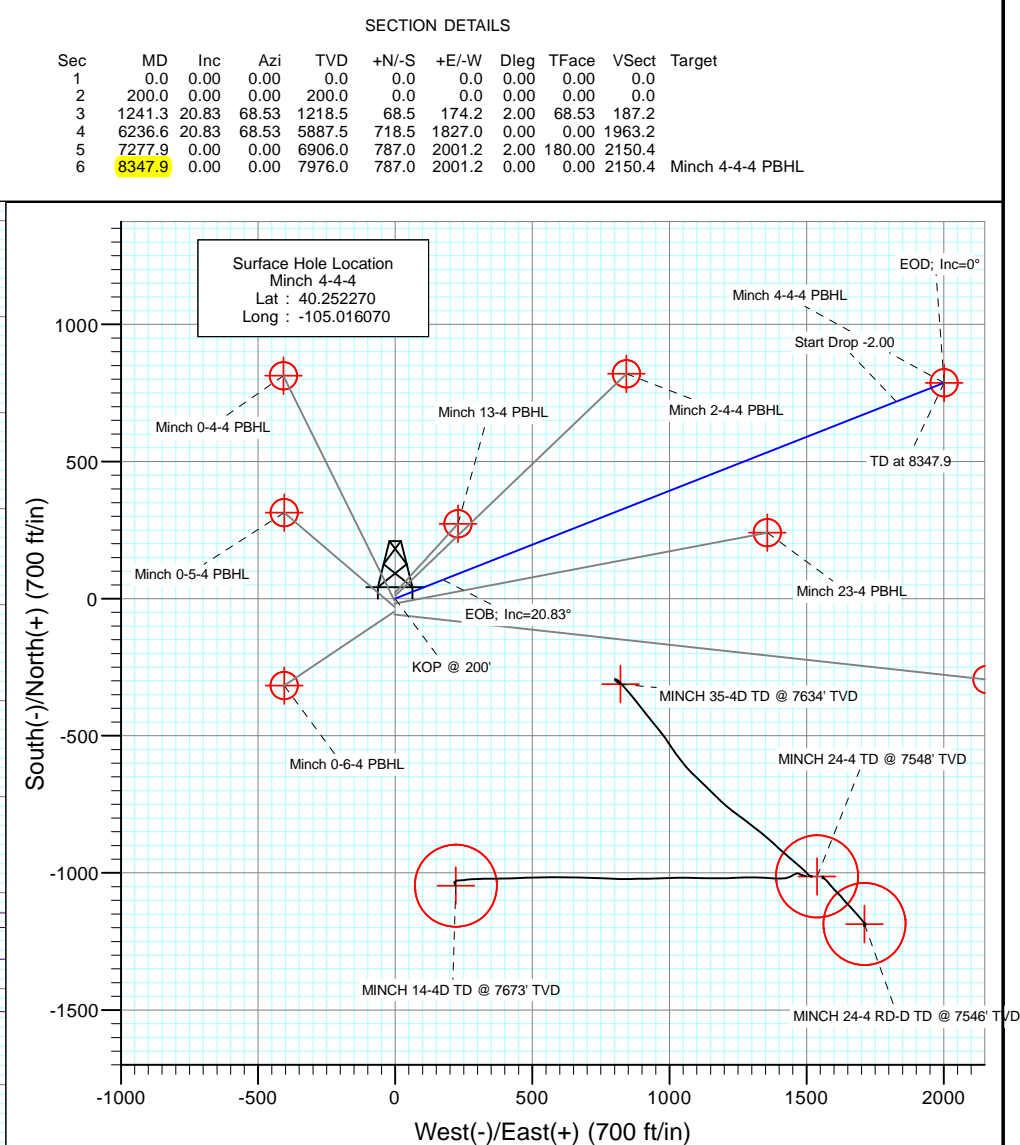 SECTION DETAILS
Sec MD Inc Azi TVD +N/-S +E/-W Dleg TFace VSect Target
1 0.0 0.00 0.00 0.0 0.0 0.0 0.00 0.00 0.0
2 200.0 0.00 0.00 200.0 0.0 0.0 0.00 0.00 0.0
3 1241.3 20.83 68.53 1218.5 68.5 174.2 2.00 68.53 187.2
4 6236.6 20.83 68.53 5887.5 718.5 1827.0 0.00 0.00 1963.2
5 7277.9 0.00 0.00 6906.0 787.0 2001.2 2.00 180.00 2150.4
6 8347.9 0.00 0.00 7976.0 787.0 2001.2 0.00 0.00 2150.4 Minch 4-4-4 PBHL
Surface Hole Location
Minch 4-4-4
Lat : 40.252270
Long : -105.016070
EOD; Inc=0°
Minch 4-4-4 PBHL
Start Drop -2.00
Minch 0-4-4 PBHL
Minch 13-4 PBHL
Minch 2-4-4 PBHL
TD at 8347.9
Minch 0-5-4 PBHL
Minch 23-4 PBHL
EOB; Inc=20.83°
KOP @ 200'
MINCH 35-4D TD @ 7634' TVD
Minch 0-6-4 PBHL
MINCH 24-4 TD @ 7548' TVD
MINCH 14-4D TD @ 7673' TVD
MINCH 24-4 RD-D TD @ 7546' TVD
South(-)/North(+) (700 ft/in)
1000
500
0
-500
-1000
-1500
-1000 -500 0 500 1000 1500 2000
West(-)/East(+) (700 ft/in)